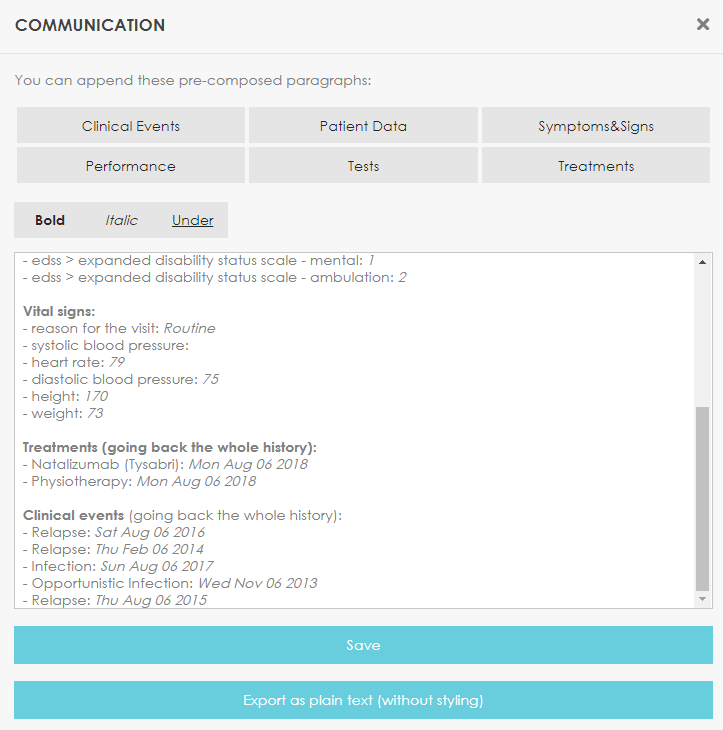 COMMUNICATION
You can append these pre-composed paragraphs:
Clinical Events
Patient Data
Symptoms&Signs
Performance
Tests
Treatments
Bold Italic Under
- edss > expanded disability status scale - mental: 1
- edss > expanded disability status scale - ambulation: 2
Vital signs:
- reason for the visit: Routine
- systolic blood pressure:
- heart rate: 79
- diastolic blood pressure: 75
- height: 170
- weight: 73
Treatments (going back the whole history):
- Natalizumab (Tysabri): Mon Aug 06 2018
- Physiotherapy: Mon Aug 06 2018
Clinical events (going back the whole history):
- Relapse: Sat Aug 06 2016
- Relapse: Thu Feb 06 2014
- Infection: Sun Aug 06 2017
- Opportunistic Infection: Wed Nov 06 2013
- Relapse: Thu Aug 06 2015
Save
Export as plain text (without styling)